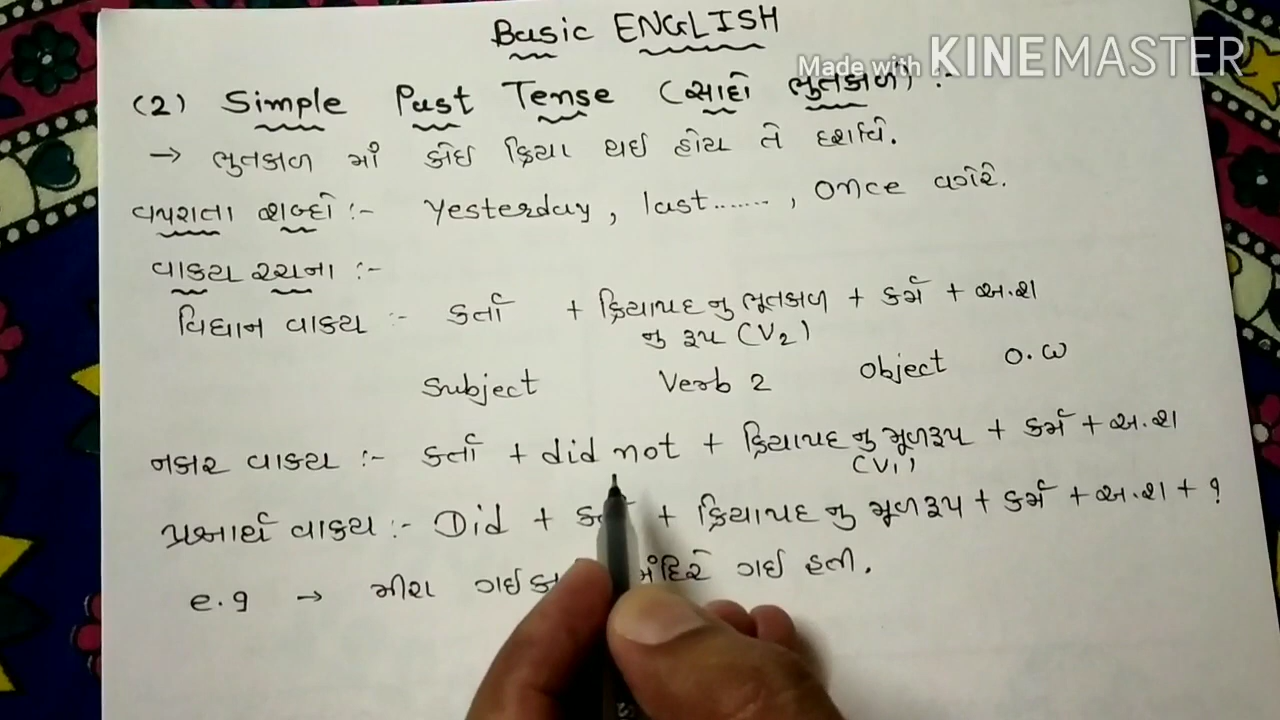 Basic ENGLISH
Made with KINEMASTER
(2) Simple Past Tense (સાદો ભુતકાળ) :-
→ ભુતકાળ માં કોઈ ક્રિયા થઈ હોય તે દર્શાવે.
વપરાતા શબ્દો :- Yesterday, last......., Once વગેરે.
વાક્ય રચના :-
વિધાન વાક્ય :- કર્તા + ક્રિયાપદ નુ ભૂતકાળ + કર્મ + અ.શ
નુ રૂપ (V2)
Subject Verb 2 Object O.W
નકાર વાક્ય :- કર્તા + did not + ક્રિયાપદ નુ મૂળરૂપ + કર્મ + અ.શ
(V1)
પ્રશ્નાર્થ વાક્ય :- Did + + ક્રિયાપદ નુ મૂળરૂપ + કર્મ + અ.શ + ?
e.g → મીરા મંદિરે ગઈ હતી.